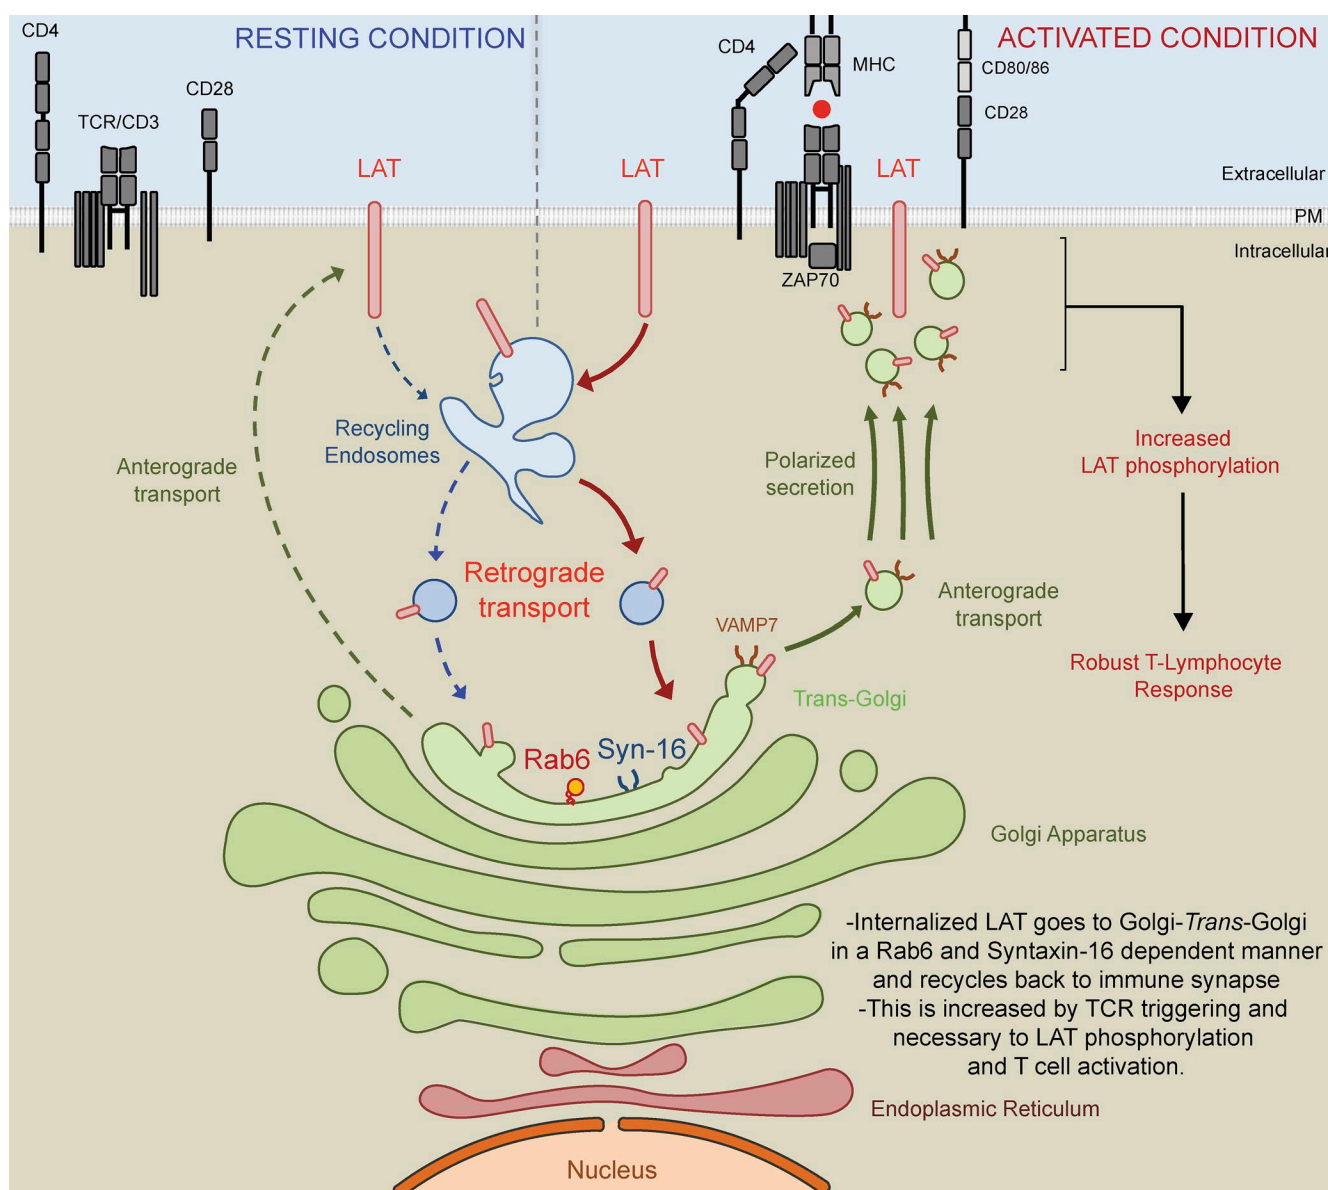 RESTING CONDITION
ACTIVATED CONDITION
CD4
TCR/CD3
CD28
LAT
LAT
CD4
MHC
CD80/86
CD28
LAT
Extracellular
PM
Intracellular
ZAP70
Recycling
Endosomes
Anterograde
transport
Polarized
secretion
Increased
LAT phosphorylation
Retrograde
transport
Anterograde
transport
VAMP7
Robust T-Lymphocyte
Response
Trans-Golgi
Rab6
Syn-16
Golgi Apparatus
-Internalized LAT goes to Golgi-Trans-Golgi
in a Rab6 and Syntaxin-16 dependent manner
and recycles back to immune synapse
-This is increased by TCR triggering and
necessary to LAT phosphorylation
and T cell activation.
Endoplasmic Reticulum
Nucleus